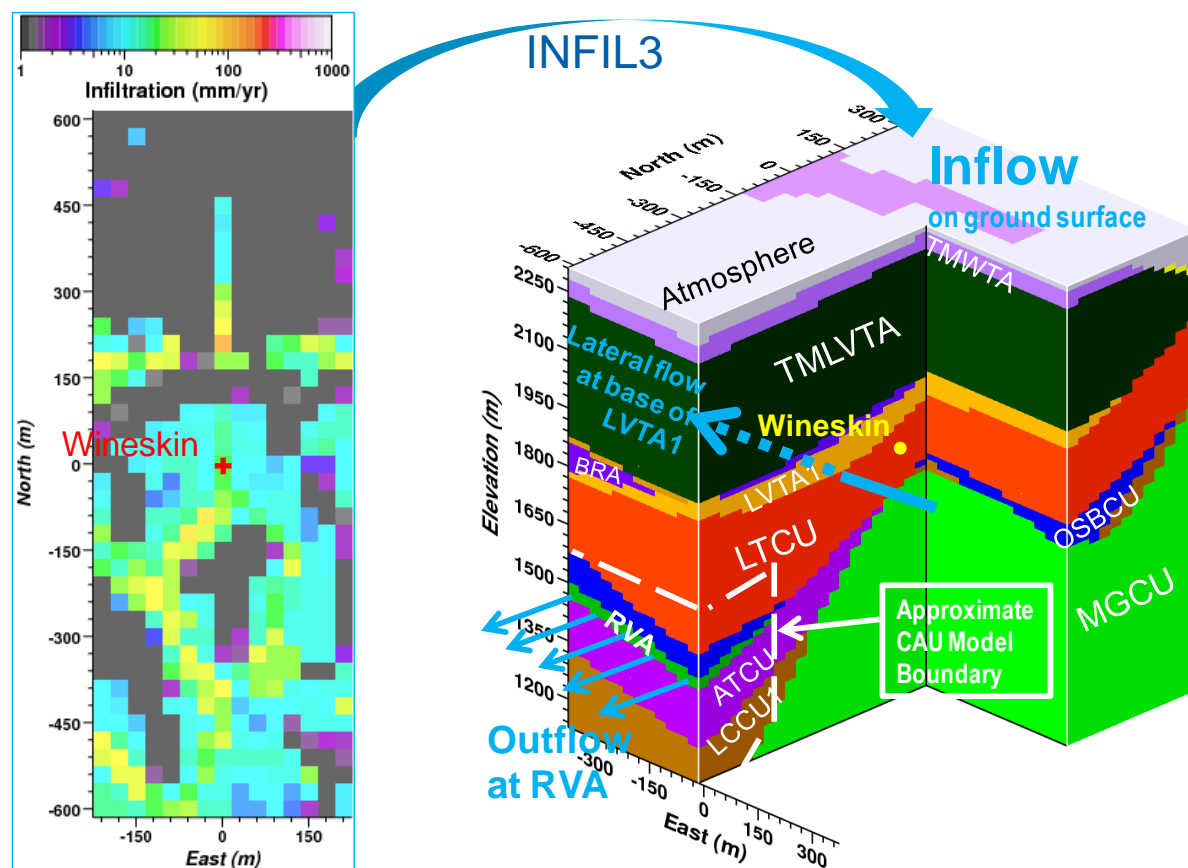 1
10
100
1000
Infiltration (mm/yr)
600
450
300
150
0
-150
-300
-450
-600
North (m)
-150
0
150
East (m)
Wineskin
INFIL3
Inflow
on ground surface
North (m)
300
150
0
-150
-300
-450
-600
2250
2100
1950
1800
1650
1500
1350
1200
Elevation (m)
Atmosphere
TMWTA
TMLVTA
Lateral flow
at base of
LVTA1
Wineskin
BRA
LVTA1
LTCU
OSBCU
RVA
MGCU
Approximate
CAU Model
Boundary
ATCU
LCCU1
Outflow
at RVA
-300
-150
0
150
300
East (m)